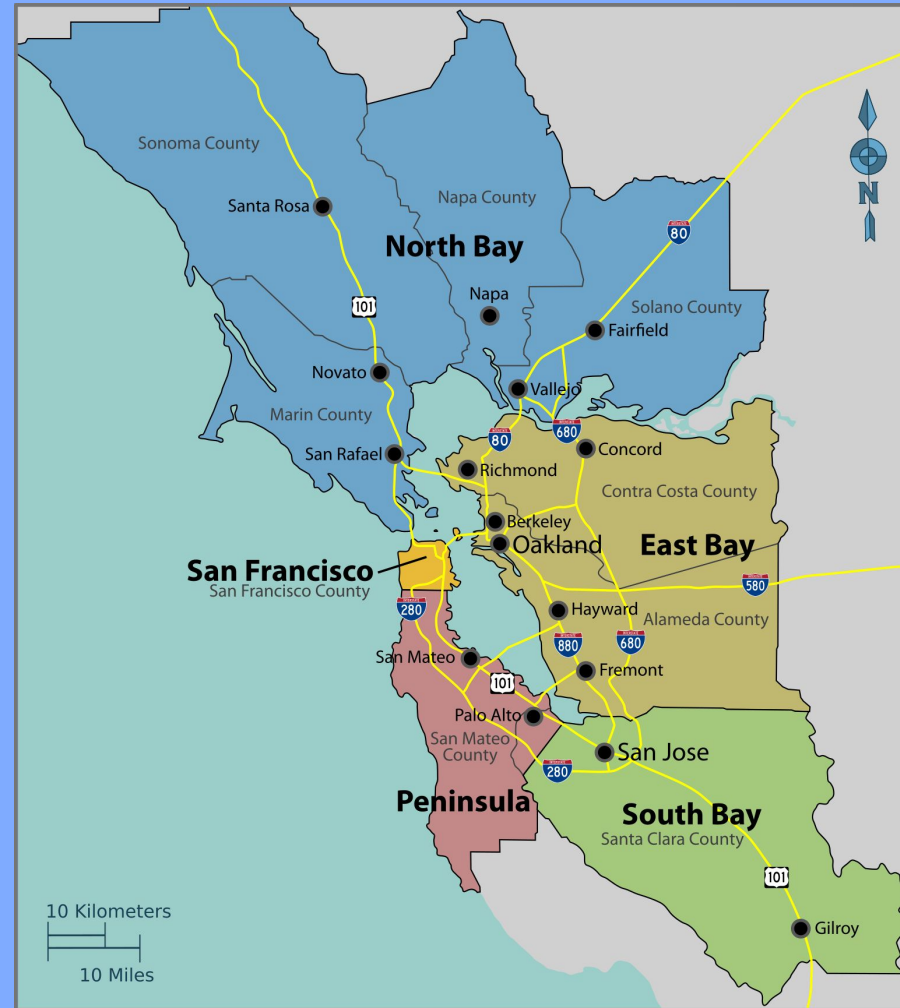 Sonoma County
Napa County
Santa Rosa
North Bay
N
80
Napa
101
Solano County
Fairfield
Novato
Vallejo
Marin County
680
80
Concord
San Rafael
Richmond
Contra Costa County
Berkeley
Oakland
East Bay
San Francisco
San Francisco County
580
280
Hayward
Alameda County
880
680
San Mateo
Fremont
101
Palo Alto
San Mateo
County
San Jose
280
Peninsula
South Bay
Santa Clara County
101
10 Kilometers
Gilroy
10 Miles